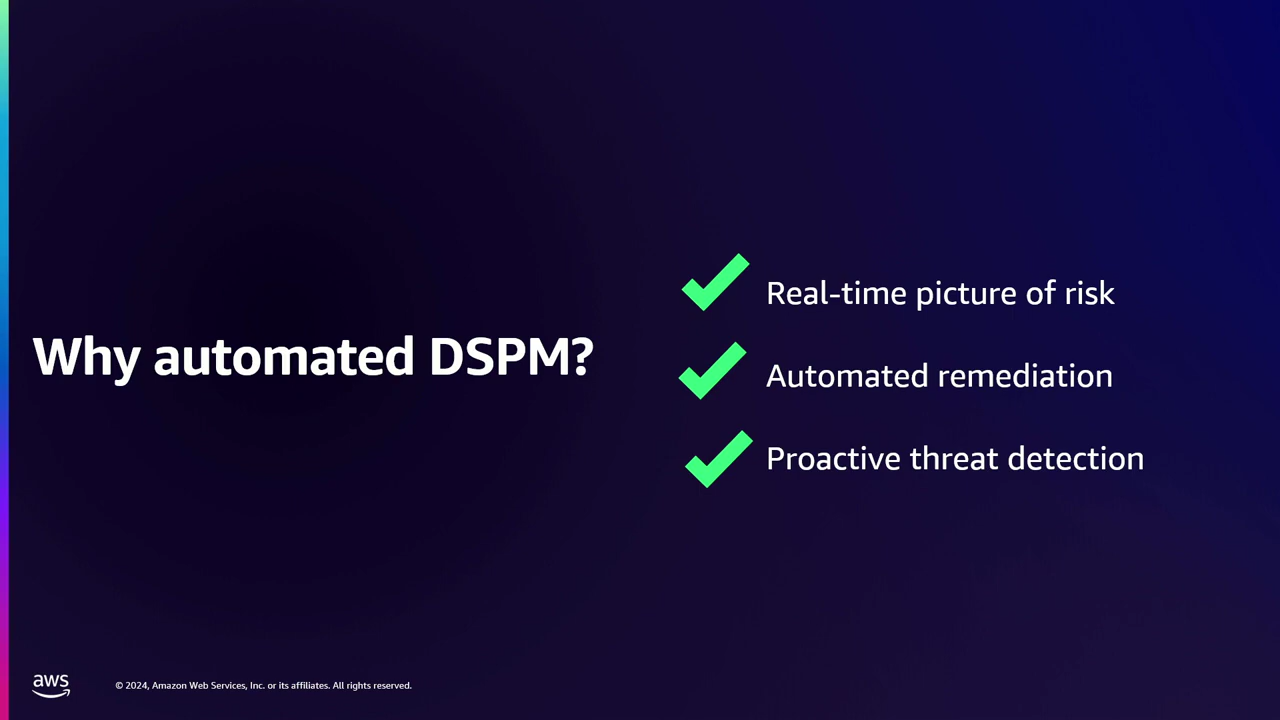 Why automated DSPM?
Real-time picture of risk
Automated remediation
Proactive threat detection
aws
© 2024, Amazon Web Services, Inc. or its affiliates. All rights reserved.